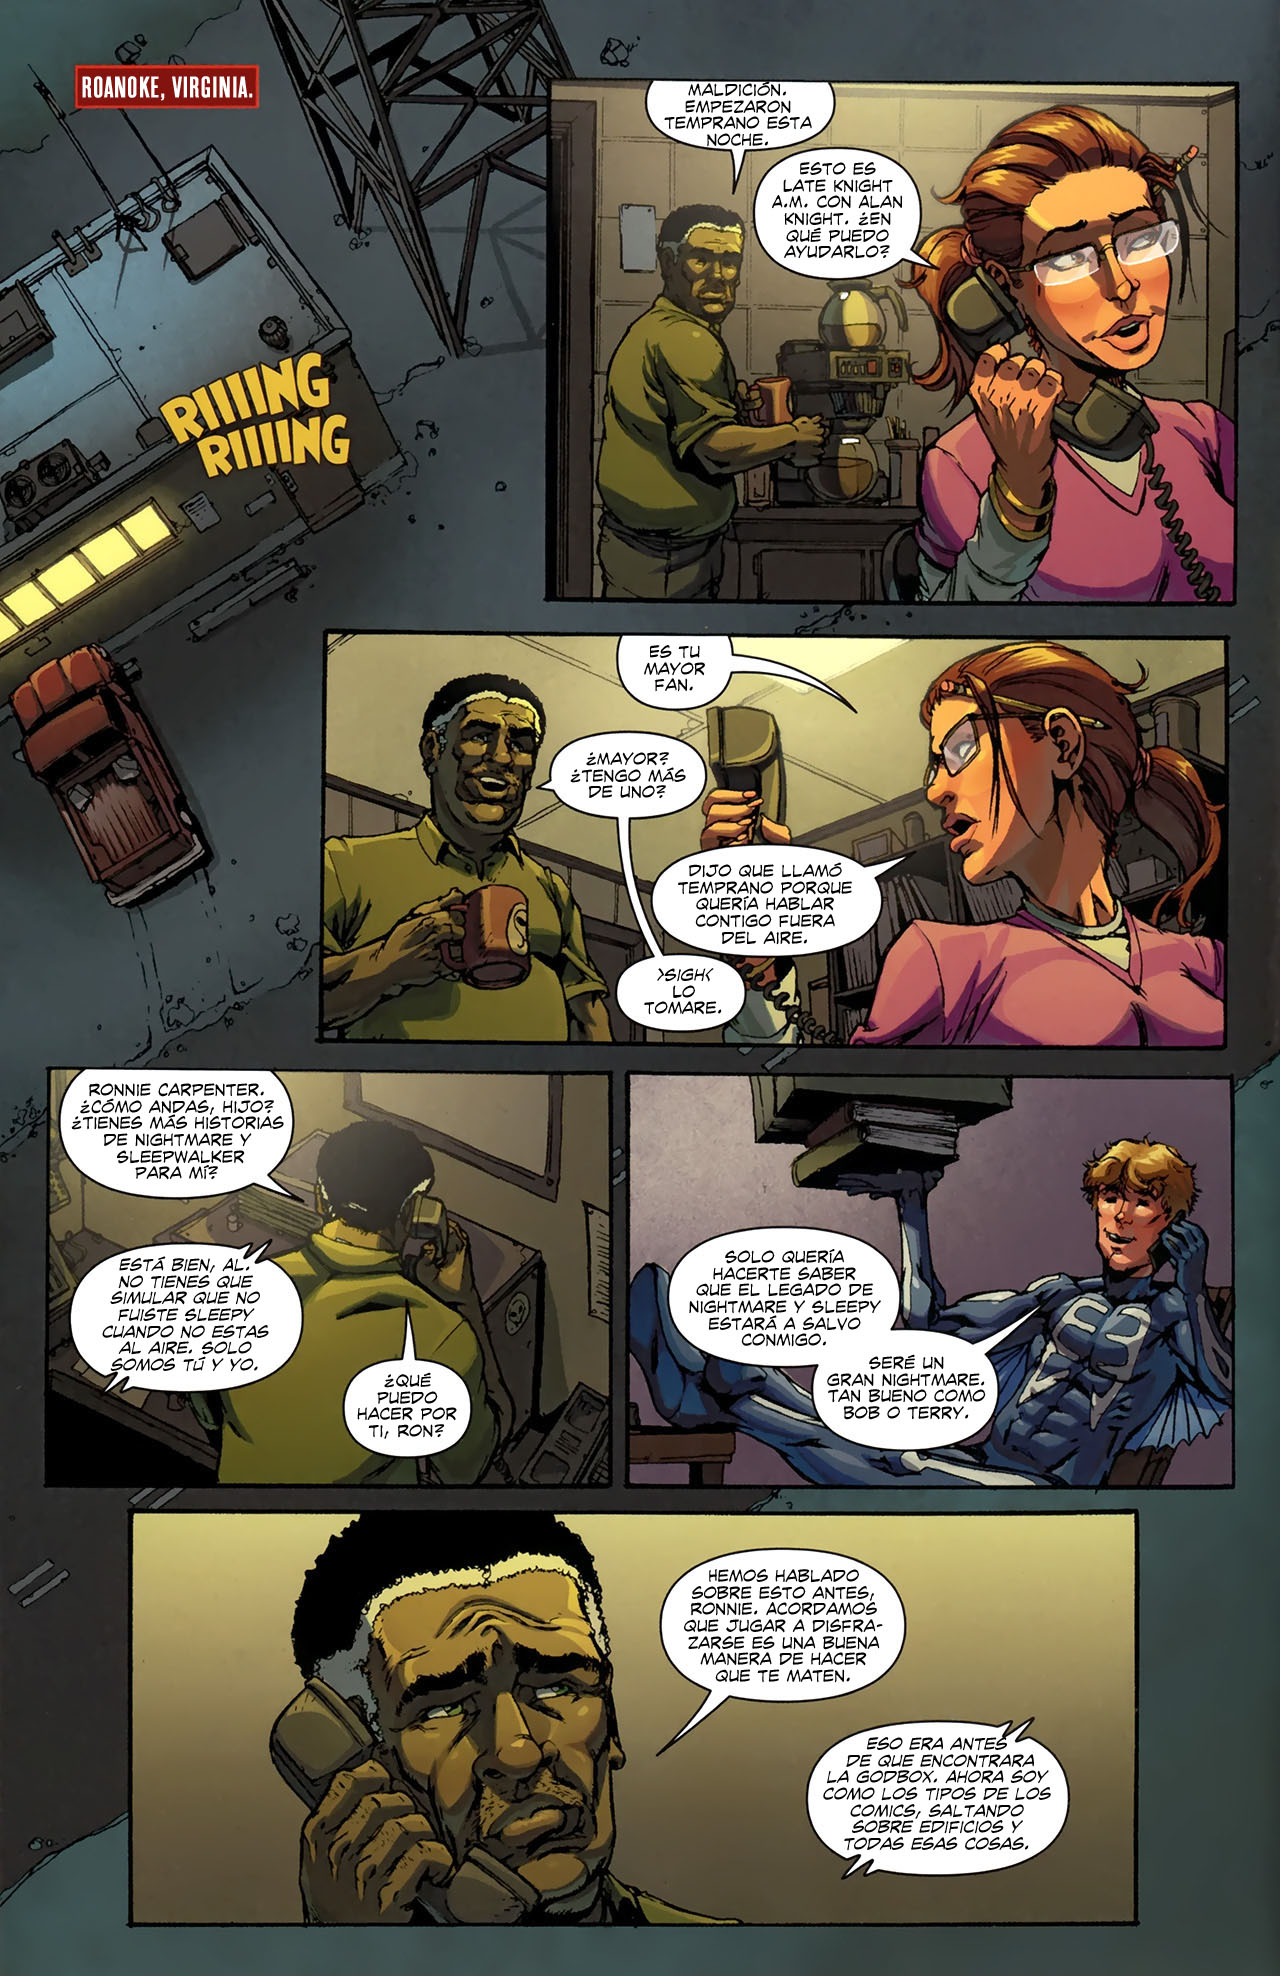 ROANOKE, VIRGINIA.
RIIIING
RIIIING
MALDICIÓN.
EMPEZARON
TEMPRANO ESTA
NOCHE.
ESTO ES
LATE KNIGHT
A.M. CON ALAN
KNIGHT. ¿EN
QUÉ PUEDO
AYUDARLO?
ES TU
MAYOR
FAN.
¿MAYOR?
¿TENGO MÁS
DE UNO?
DIJO QUE LLAMÓ
TEMPRANO PORQUE
QUERÍA HABLAR
CONTIGO FUERA
DEL AIRE.
>SIGH<
LO
TOMARE.
RONNIE CARPENTER.
¿CÓMO ANDAS, HIJO?
¿TIENES MÁS HISTORIAS
DE NIGHTMARE Y
SLEEPWALKER
PARA MÍ?
ESTÁ BIEN, AL.
NO TIENES QUE
SIMULAR QUE NO
FUISTE SLEEPY
CUANDO NO ESTAS
AL AIRE. SOLO
SOMOS TÚ Y YO.
¿QUÉ
PUEDO
HACER POR
TI, RON?
SOLO QUERÍA
HACERTE SABER
QUE EL LEGADO DE
NIGHTMARE Y SLEEPY
ESTARÁ A SALVO
CONMIGO.
SERÉ UN
GRAN NIGHTMARE.
TAN BUENO COMO
BOB O TERRY.
HEMOS HABLADO
SOBRE ESTO ANTES,
RONNIE. ACORDAMOS
QUE JUGAR A DISFRA-
ZARSE ES UNA BUENA
MANERA DE HACER
QUE TE MATEN.
ESO ERA ANTES
DE QUE ENCONTRARA
LA GODBOX. AHORA SOY
COMO LOS TIPOS DE LOS
COMICS, SALTANDO
SOBRE EDIFICIOS Y
TODAS ESAS COSAS.